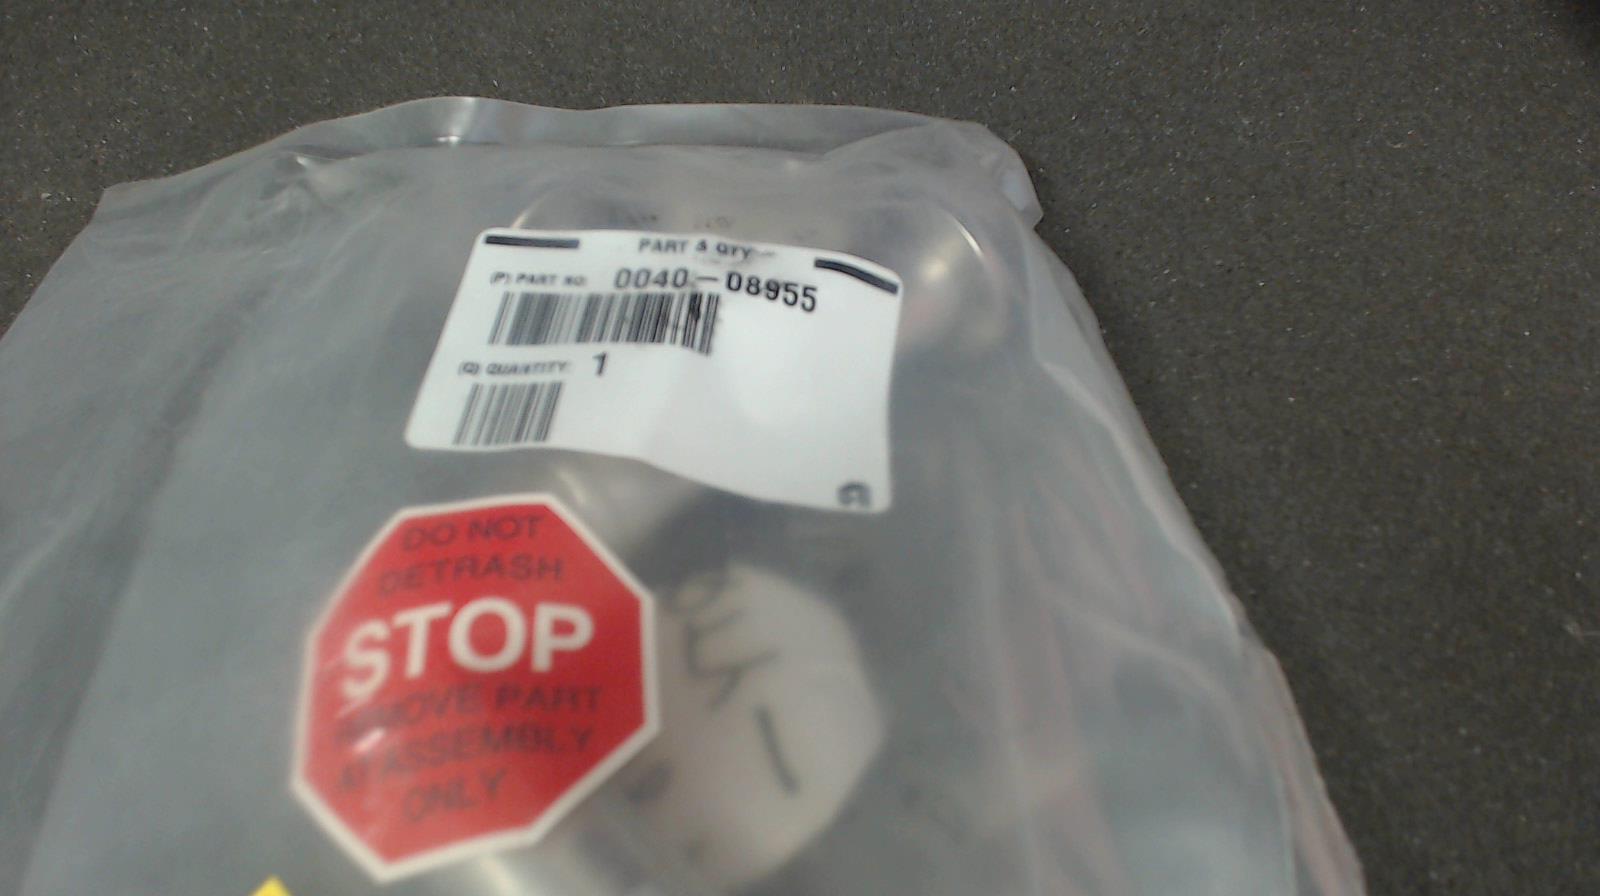 PART & QTY
(P) PART NO: 0040-08955
(Q) QUANTITY: 1
DO NOT
DETRASH
STOP
REMOVE PART
AT ASSEMBLY
ONLY